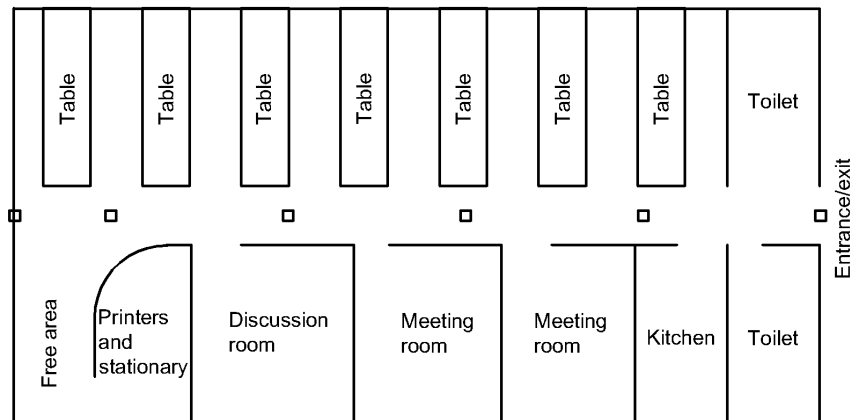 Table
Table
Table
Table
Table
Table
Table
Toilet
Entrance/exit
Free area
Printers
and
stationary
Discussion
room
Meeting
room
Meeting
room
Kitchen
Toilet